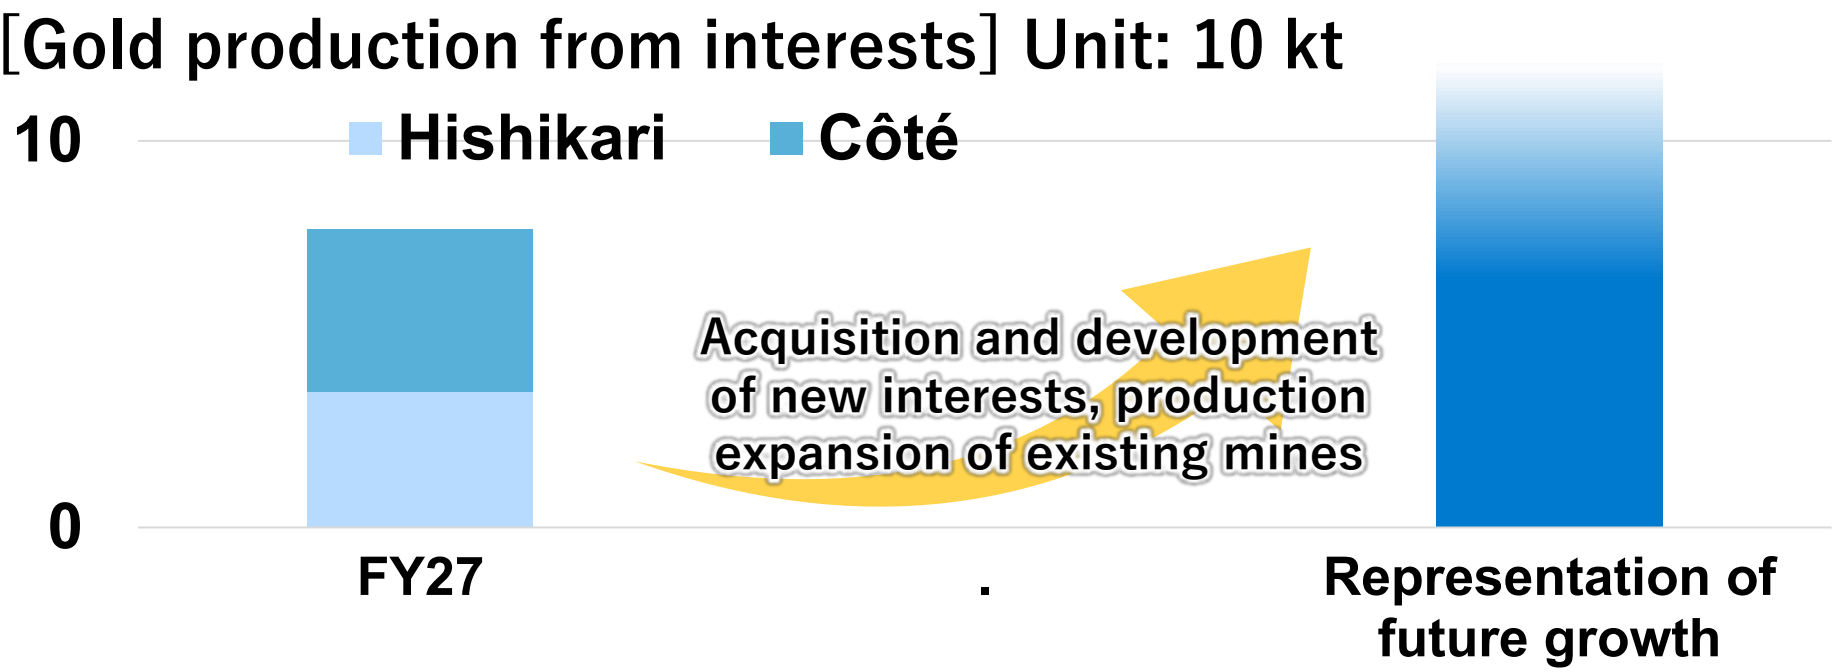 [Gold production from interests] Unit: 10 kt
10
Hishikari
Côté
Acquisition and development
of new interests, production
expansion of existing mines
0
FY27
.
Representation of
future growth